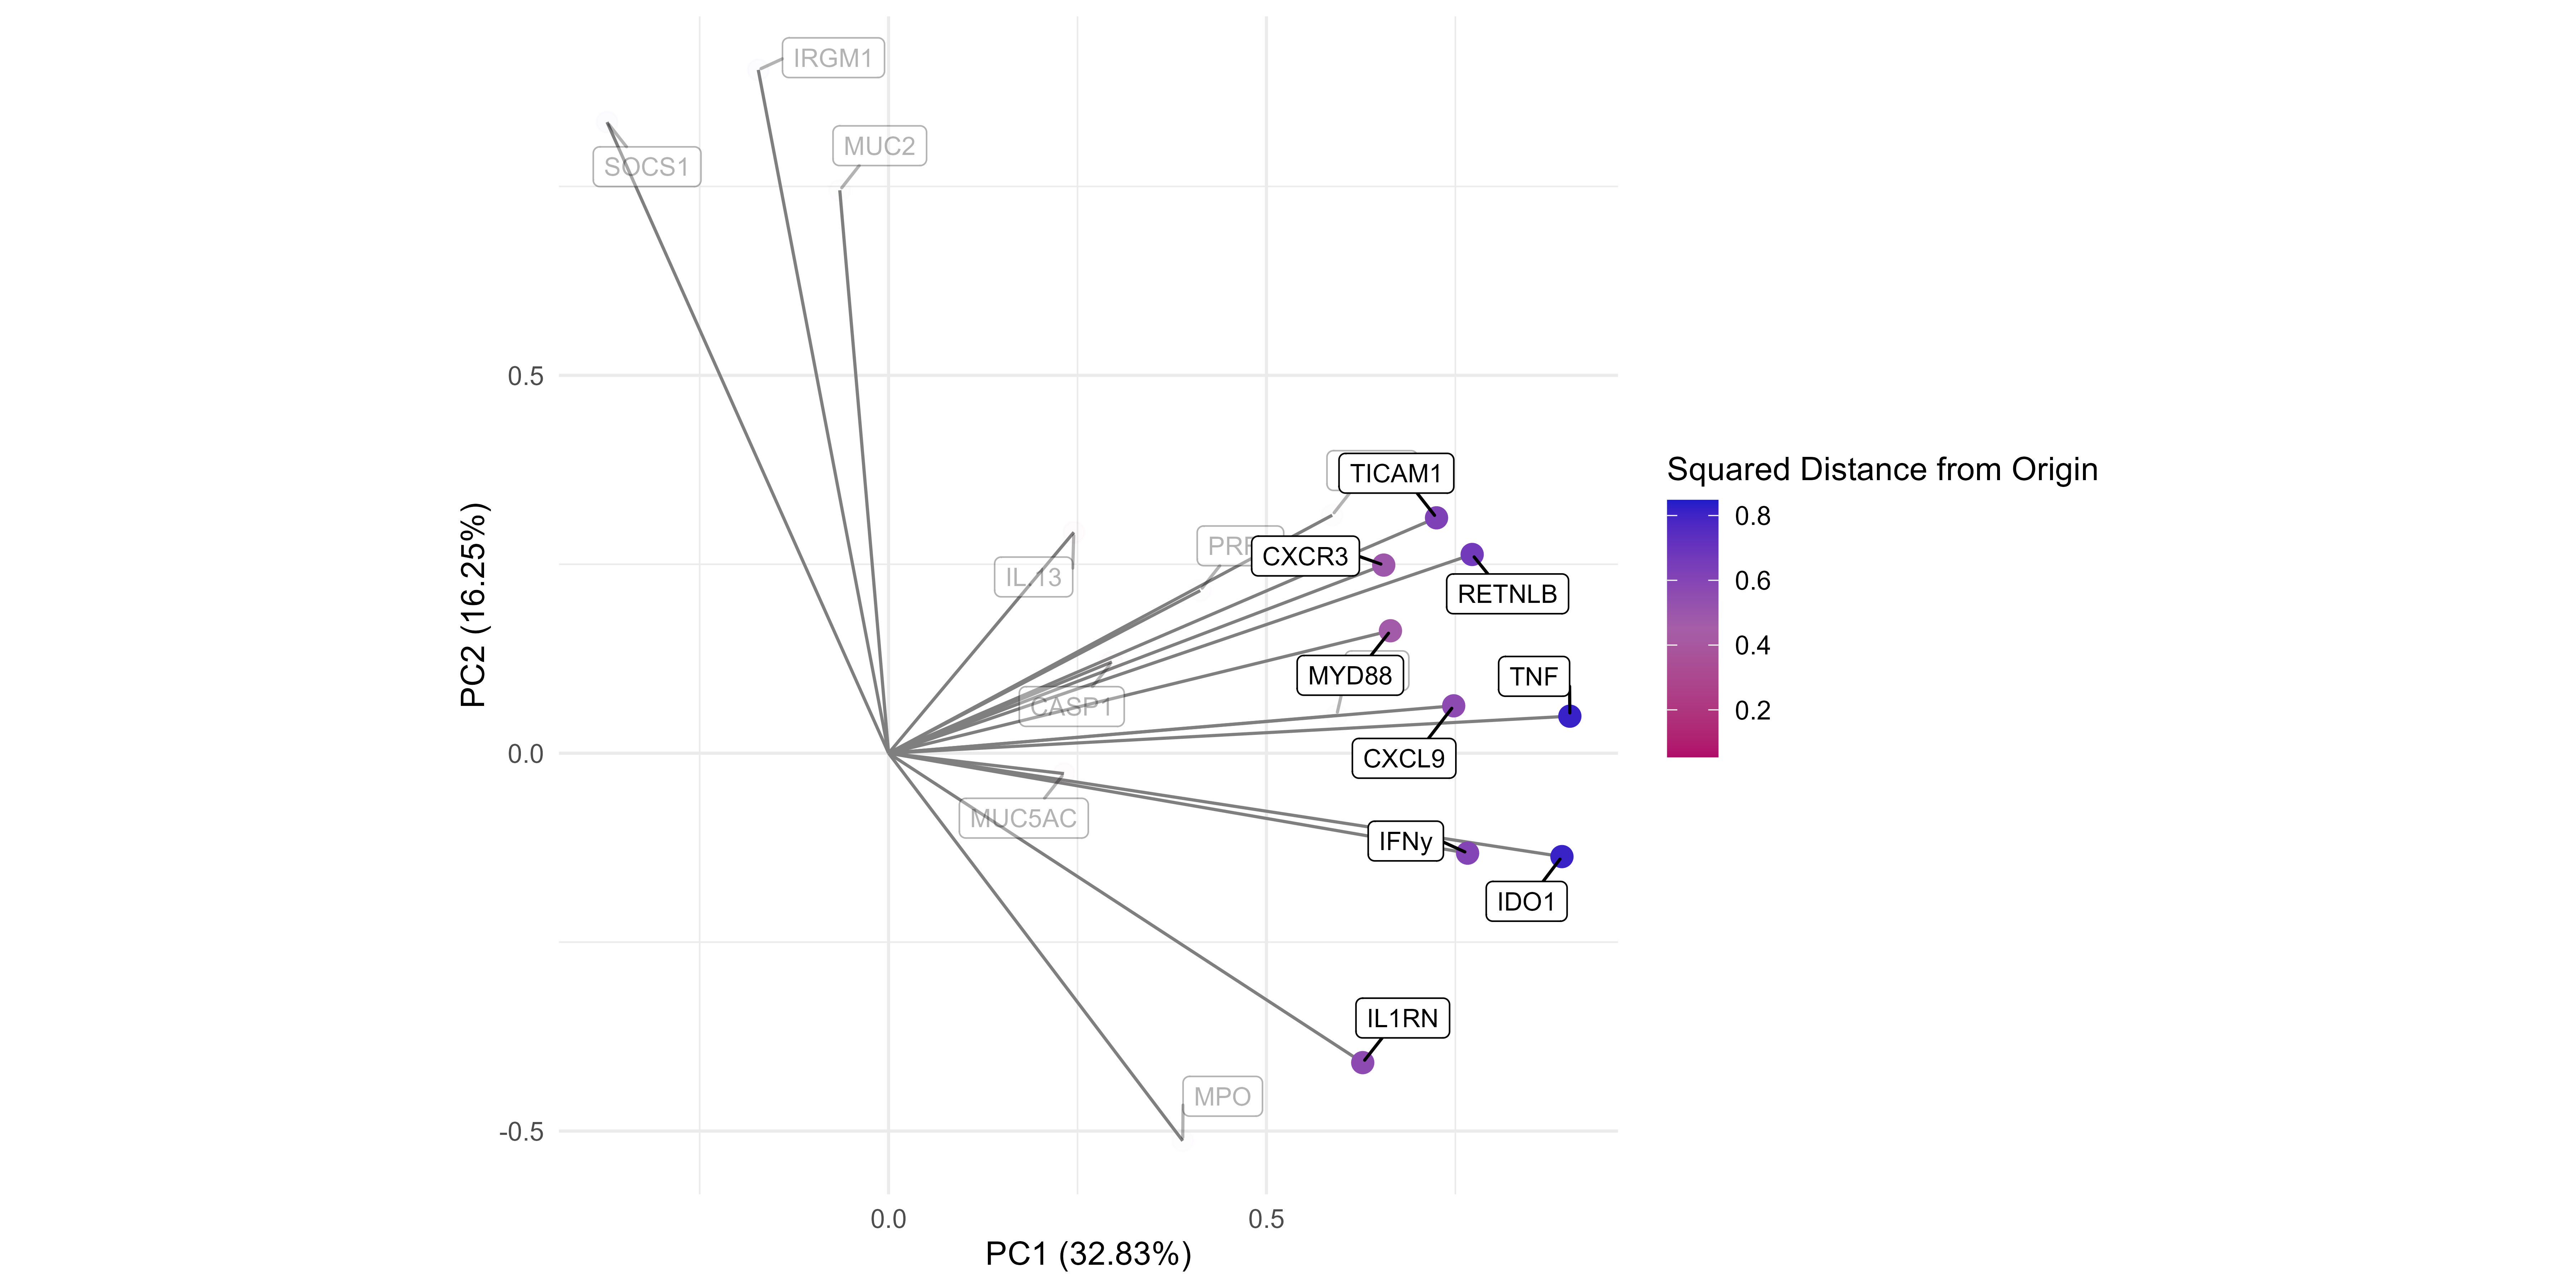 IRGM1
MUC2
SOCS1
0.5
TICAM1
CXCR3
IL.13
RETNLB
MYD88
TNF
CASP1
CXCL9
0.0
MUC5AC
IFNy
IDO1
IL1RN
MPO
-0.5
0.0
0.5
PC1 (32.83%)
PC2 (16.25%)
Squared Distance from Origin
0.8
0.6
0.4
0.2